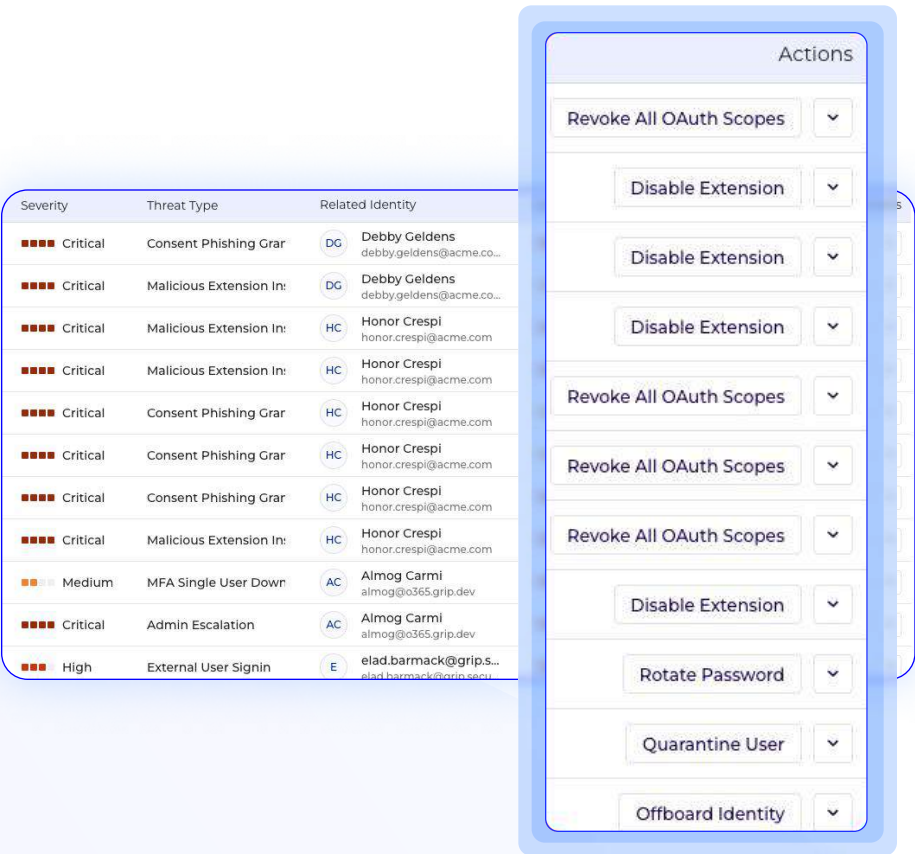 Actions
Revoke All OAuth Scopes
Disable Extension
Disable Extension
Disable Extension
Revoke All OAuth Scopes
Revoke All OAuth Scopes
Revoke All OAuth Scopes
Disable Extension
Rotate Password
Quarantine User
Offboard Identity
Severity Threat Type Related Identity
Critical Consent Phishing Grar DG Debby Geldens
debby.geldens@acme.co...
Critical Malicious Extension In: DG Debby Geldens
debby.geldens@acme.co...
Critical Malicious Extension In: HC Honor Crespi
honor.crespi@acme.com
Critical Malicious Extension In: HC Honor Crespi
honor.crespi@acme.com
Critical Consent Phishing Grar HC Honor Crespi
honor.crespi@acme.com
Critical Consent Phishing Grar HC Honor Crespi
honor.crespi@acme.com
Critical Consent Phishing Grar HC Honor Crespi
honor.crespi@acme.com
Critical Malicious Extension In: HC Honor Crespi
honor.crespi@acme.com
Medium MFA Single User Down AC Almog Carmi
almog@o365.grip.dev
Critical Admin Escalation AC Almog Carmi
almog@o365.grip.dev
High External User Signin E elad.barmack@grip.s...
elad.barmack@grip.secu...